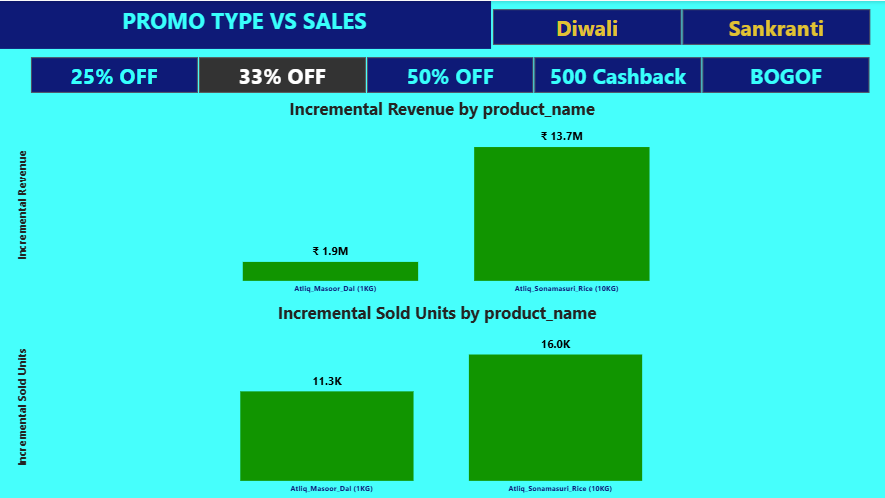 PROMO TYPE VS SALES
Diwali
Sankranti
25% OFF
33% OFF
50% OFF
500 Cashback
BOGOF
Incremental Revenue by product_name
Incremental Revenue
₹ 1.9M
₹ 13.7M
Atliq_Masoor_Dal (1KG)
Atliq_Sonamasuri_Rice (10KG)
Incremental Sold Units by product_name
Incremental Sold Units
11.3K
16.0K
Atliq_Masoor_Dal (1KG)
Atliq_Sonamasuri_Rice (10KG)